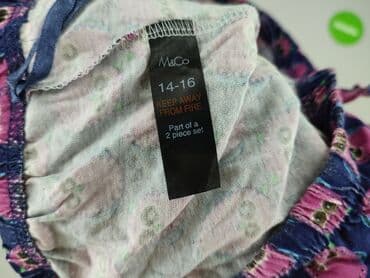 M&Co
14-16
KEEP AWAY
FROM FIRE
Part of a
2 piece set